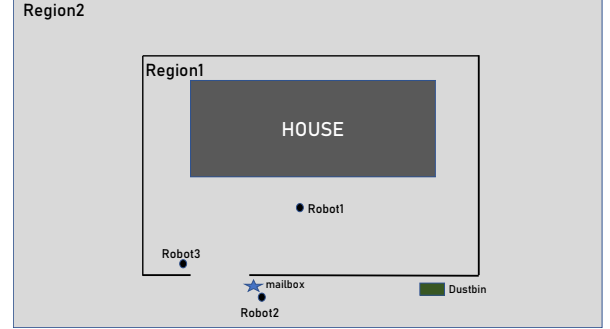 Region2
Region1
HOUSE
Robot1
Robot3
mailbox
Dustbin
Robot2